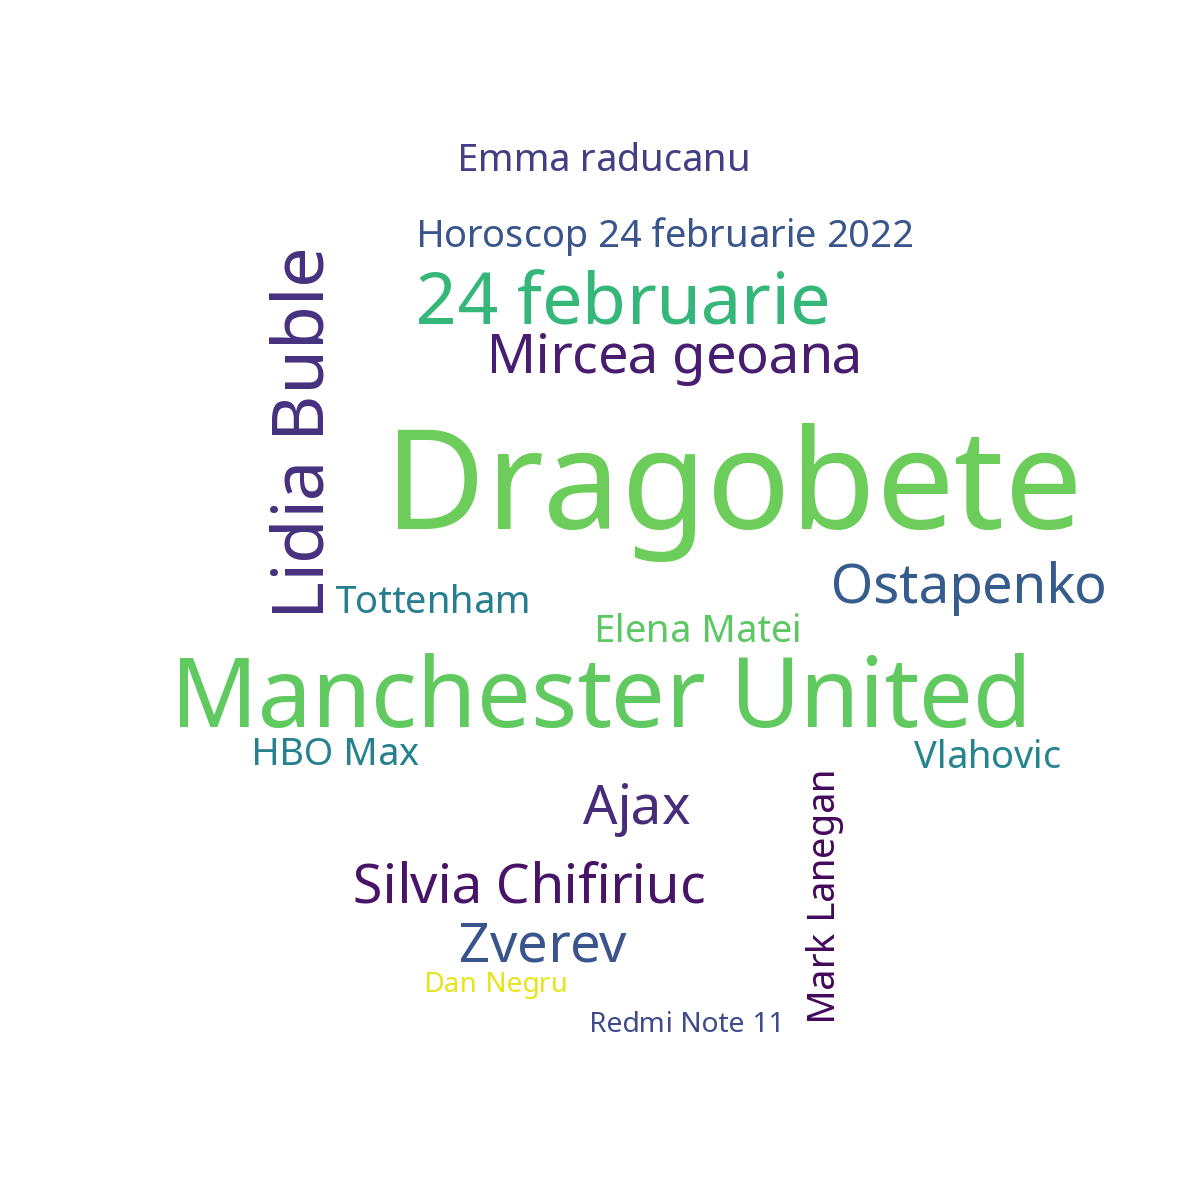 Emma raducanu
Horoscop 24 februarie 2022
24 februarie
Lidia Buble
Mircea geoana
Dragobete
Ostapenko
Tottenham
Elena Matei
Manchester United
HBO Max
Vlahovic
Ajax
Mark Lanegan
Silvia Chifiriuc
Zverev
Dan Negru
Redmi Note 11